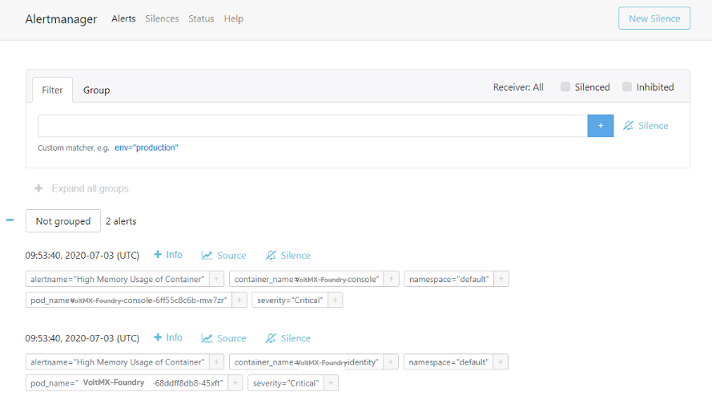 Alertmanager Alerts Silences Status Help New Silence
Filter Group Receiver: All Silenced Inhibited
+ Silence
Custom matcher, e.g. env="production"
+ Expand all groups
− Not grouped 2 alerts
09:53:40, 2020-07-03 (UTC) + Info Source Silence
alertname="High Memory Usage of Container" + container_name=VoltMX-Foundry-console" + namespace="default" +
pod_name=VoltMX-Foundry-console-6ff55c8c6b-mw7zr" + severity="Critical" +
09:53:40, 2020-07-03 (UTC) + Info Source Silence
alertname="High Memory Usage of Container" + container_name=VoltMX-Foundry-identity" + namespace="default" +
pod_name=" VoltMX-Foundry -68ddff8db8-45xft" + severity="Critical" +